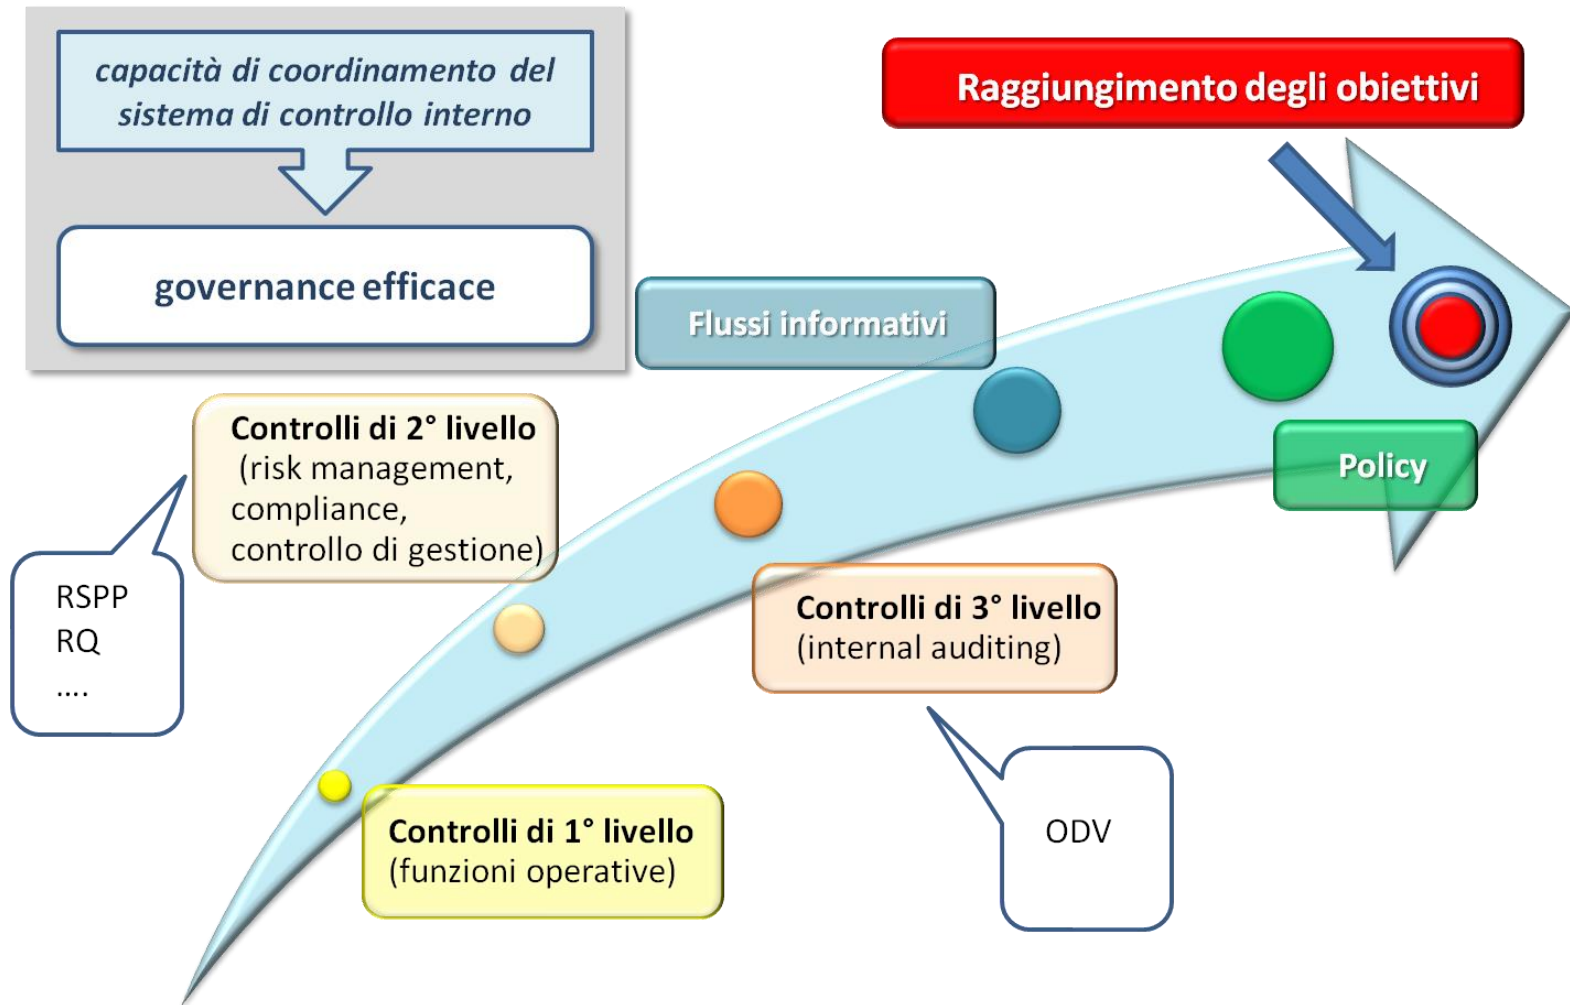 capacità di coordinamento del
sistema di controllo interno
governance efficace
Raggiungimento degli obiettivi
Flussi informativi
Controlli di 2° livello
(risk management,
compliance,
controllo di gestione)
Policy
RSPP
RQ
....
Controlli di 3° livello
(internal auditing)
Controlli di 1° livello
(funzioni operative)
ODV